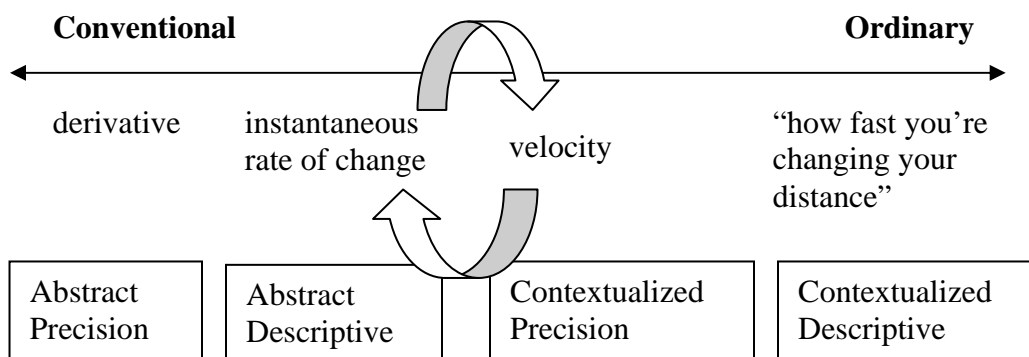 Conventional
Ordinary
derivative
instantaneous
rate of change
velocity
“how fast you’re
changing your
distance”
Abstract
Precision
Abstract
Descriptive
Contextualized
Precision
Contextualized
Descriptive